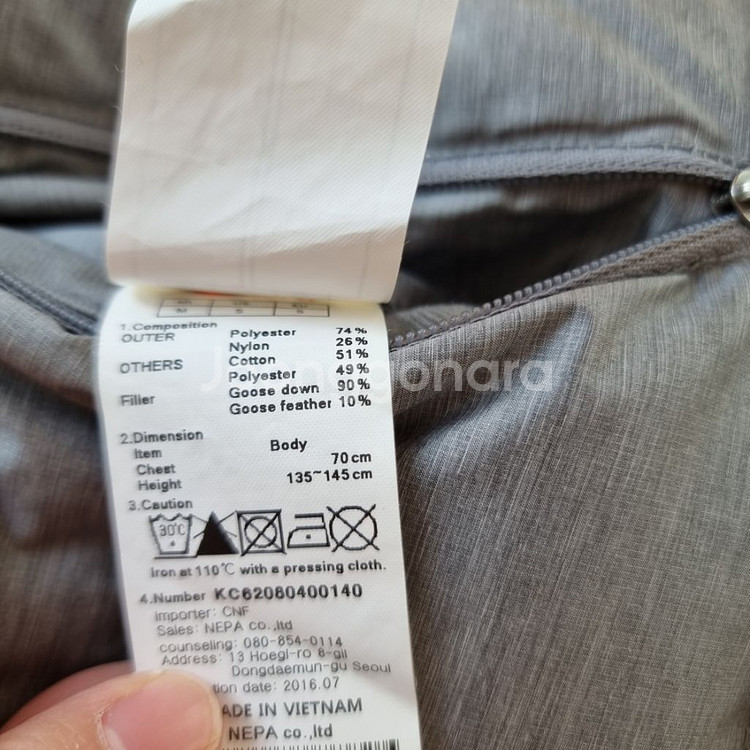 M S S
1.Composition
OUTER Polyester 74%
Nylon 26%
OTHERS Cotton 51%
Polyester 49%
Filler Goose down 90%
Goose feather 10%
2.Dimension
Item Body
Chest 70cm
Height 135~145cm
3.Caution
30℃
Iron at 110℃ with a pressing cloth.
4.Number KC62080400140
importer: CNF
Sales: NEPA co.,ltd
counseling: 080-854-0114
Address: 13 Hoegi-ro 8-gil
Dongdaemun-gu Seoul
tion date: 2016.07
ADE IN VIETNAM
NEPA co.,ltd
Joonggonara